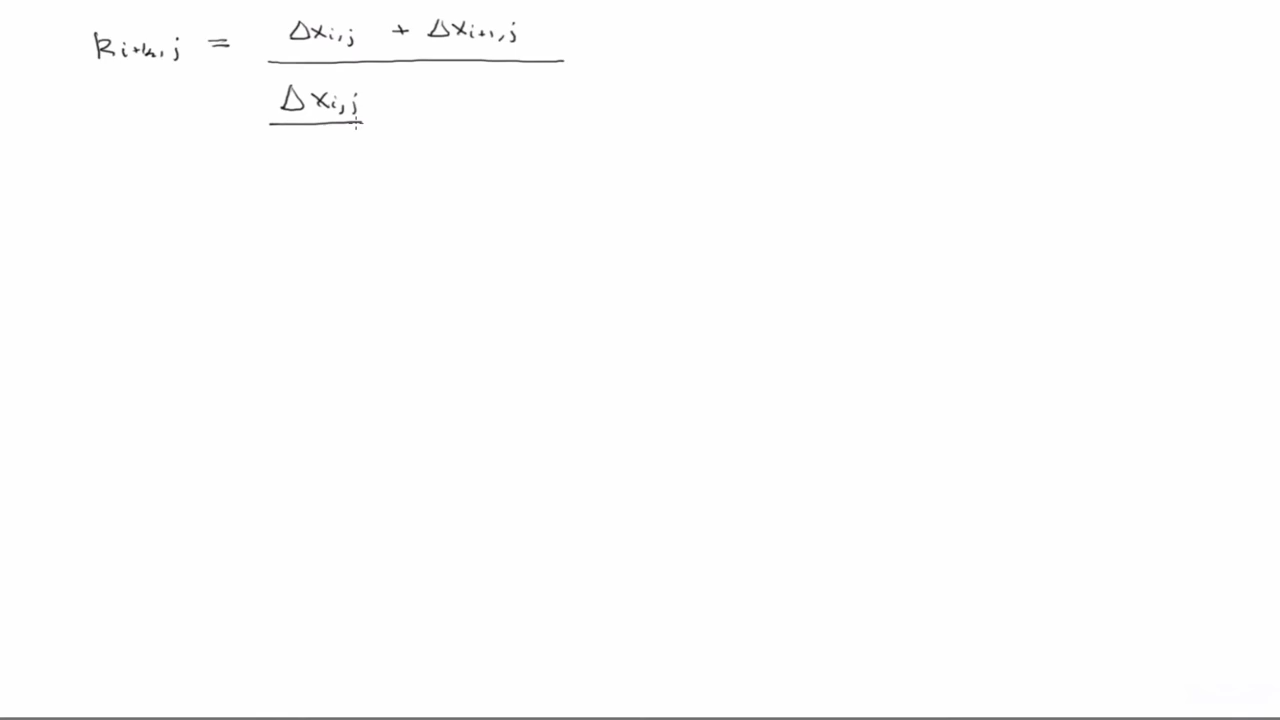 k i+½, j = Δx i,j + Δx i+1,j
Δx i,j